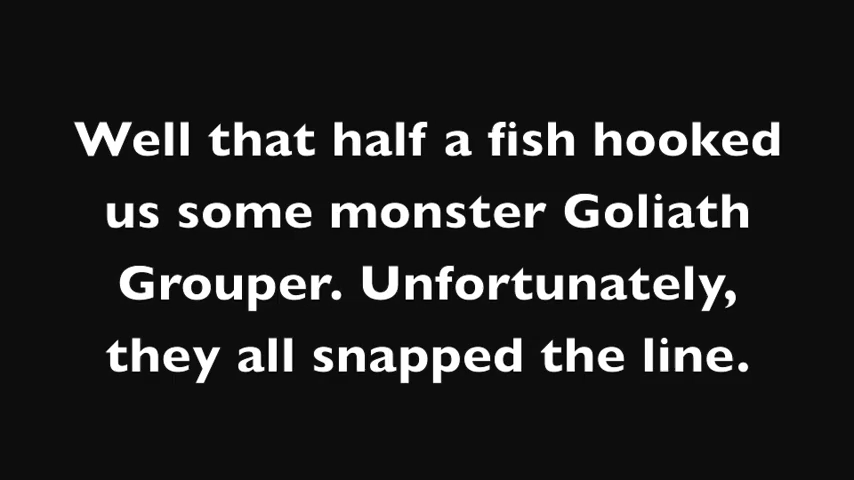 Well that half a fish hooked
us some monster Goliath
Grouper. Unfortunately,
they all snapped the line.